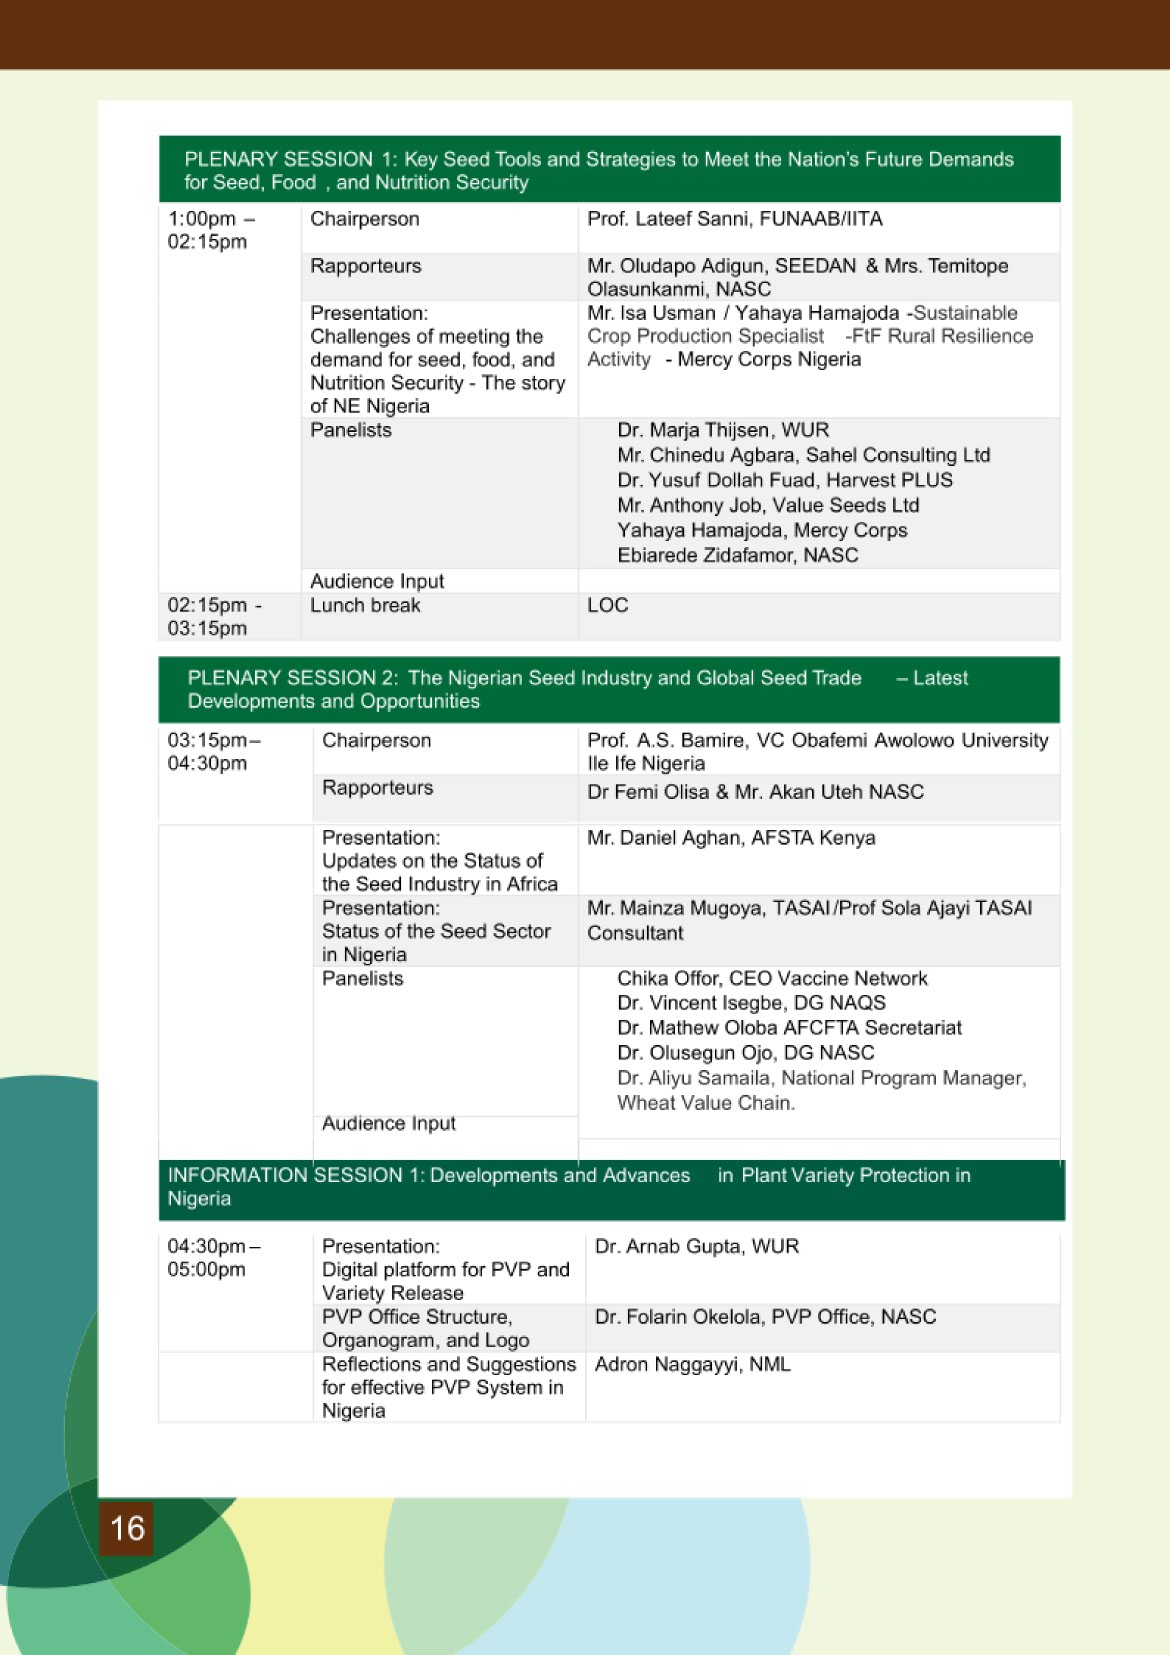 PLENARY SESSION 1: Key Seed Tools and Strategies to Meet the Nation's Future Demands
for Seed, Food , and Nutrition Security
1:00pm –
02:15pm
Chairperson
Prof. Lateef Sanni, FUNAAB/IITA
Rapporteurs
Mr. Oludapo Adigun, SEEDAN & Mrs. Temitope
Olasunkanmi, NASC
Presentation:
Challenges of meeting the
demand for seed, food, and
Nutrition Security - The story
of NE Nigeria
Mr. Isa Usman / Yahaya Hamajoda -Sustainable
Crop Production Specialist -FtF Rural Resilience
Activity - Mercy Corps Nigeria
Panelists
Dr. Marja Thijsen, WUR
Mr. Chinedu Agbara, Sahel Consulting Ltd
Dr. Yusuf Dollah Fuad, Harvest PLUS
Mr. Anthony Job, Value Seeds Ltd
Yahaya Hamajoda, Mercy Corps
Ebiarede Zidafamor, NASC
Audience Input
02:15pm -
03:15pm
Lunch break
LOC
PLENARY SESSION 2: The Nigerian Seed Industry and Global Seed Trade – Latest
Developments and Opportunities
03:15pm–
04:30pm
Chairperson
Prof. A.S. Bamire, VC Obafemi Awolowo University
Ile Ife Nigeria
Rapporteurs
Dr Femi Olisa & Mr. Akan Uteh NASC
Presentation:
Updates on the Status of
the Seed Industry in Africa
Mr. Daniel Aghan, AFSTA Kenya
Presentation:
Status of the Seed Sector
in Nigeria
Mr. Mainza Mugoya, TASAI/Prof Sola Ajayi TASAI
Consultant
Panelists
Chika Offor, CEO Vaccine Network
Dr. Vincent Isegbe, DG NAQS
Dr. Mathew Oloba AFCFTA Secretariat
Dr. Olusegun Ojo, DG NASC
Dr. Aliyu Samaila, National Program Manager,
Wheat Value Chain.
Audience Input
INFORMATION SESSION 1: Developments and Advances in Plant Variety Protection in
Nigeria
04:30pm–
05:00pm
Presentation:
Digital platform for PVP and
Variety Release
Dr. Arnab Gupta, WUR
PVP Office Structure,
Organogram, and Logo
Dr. Folarin Okelola, PVP Office, NASC
Reflections and Suggestions
for effective PVP System in
Nigeria
Adron Naggayyi, NML
16